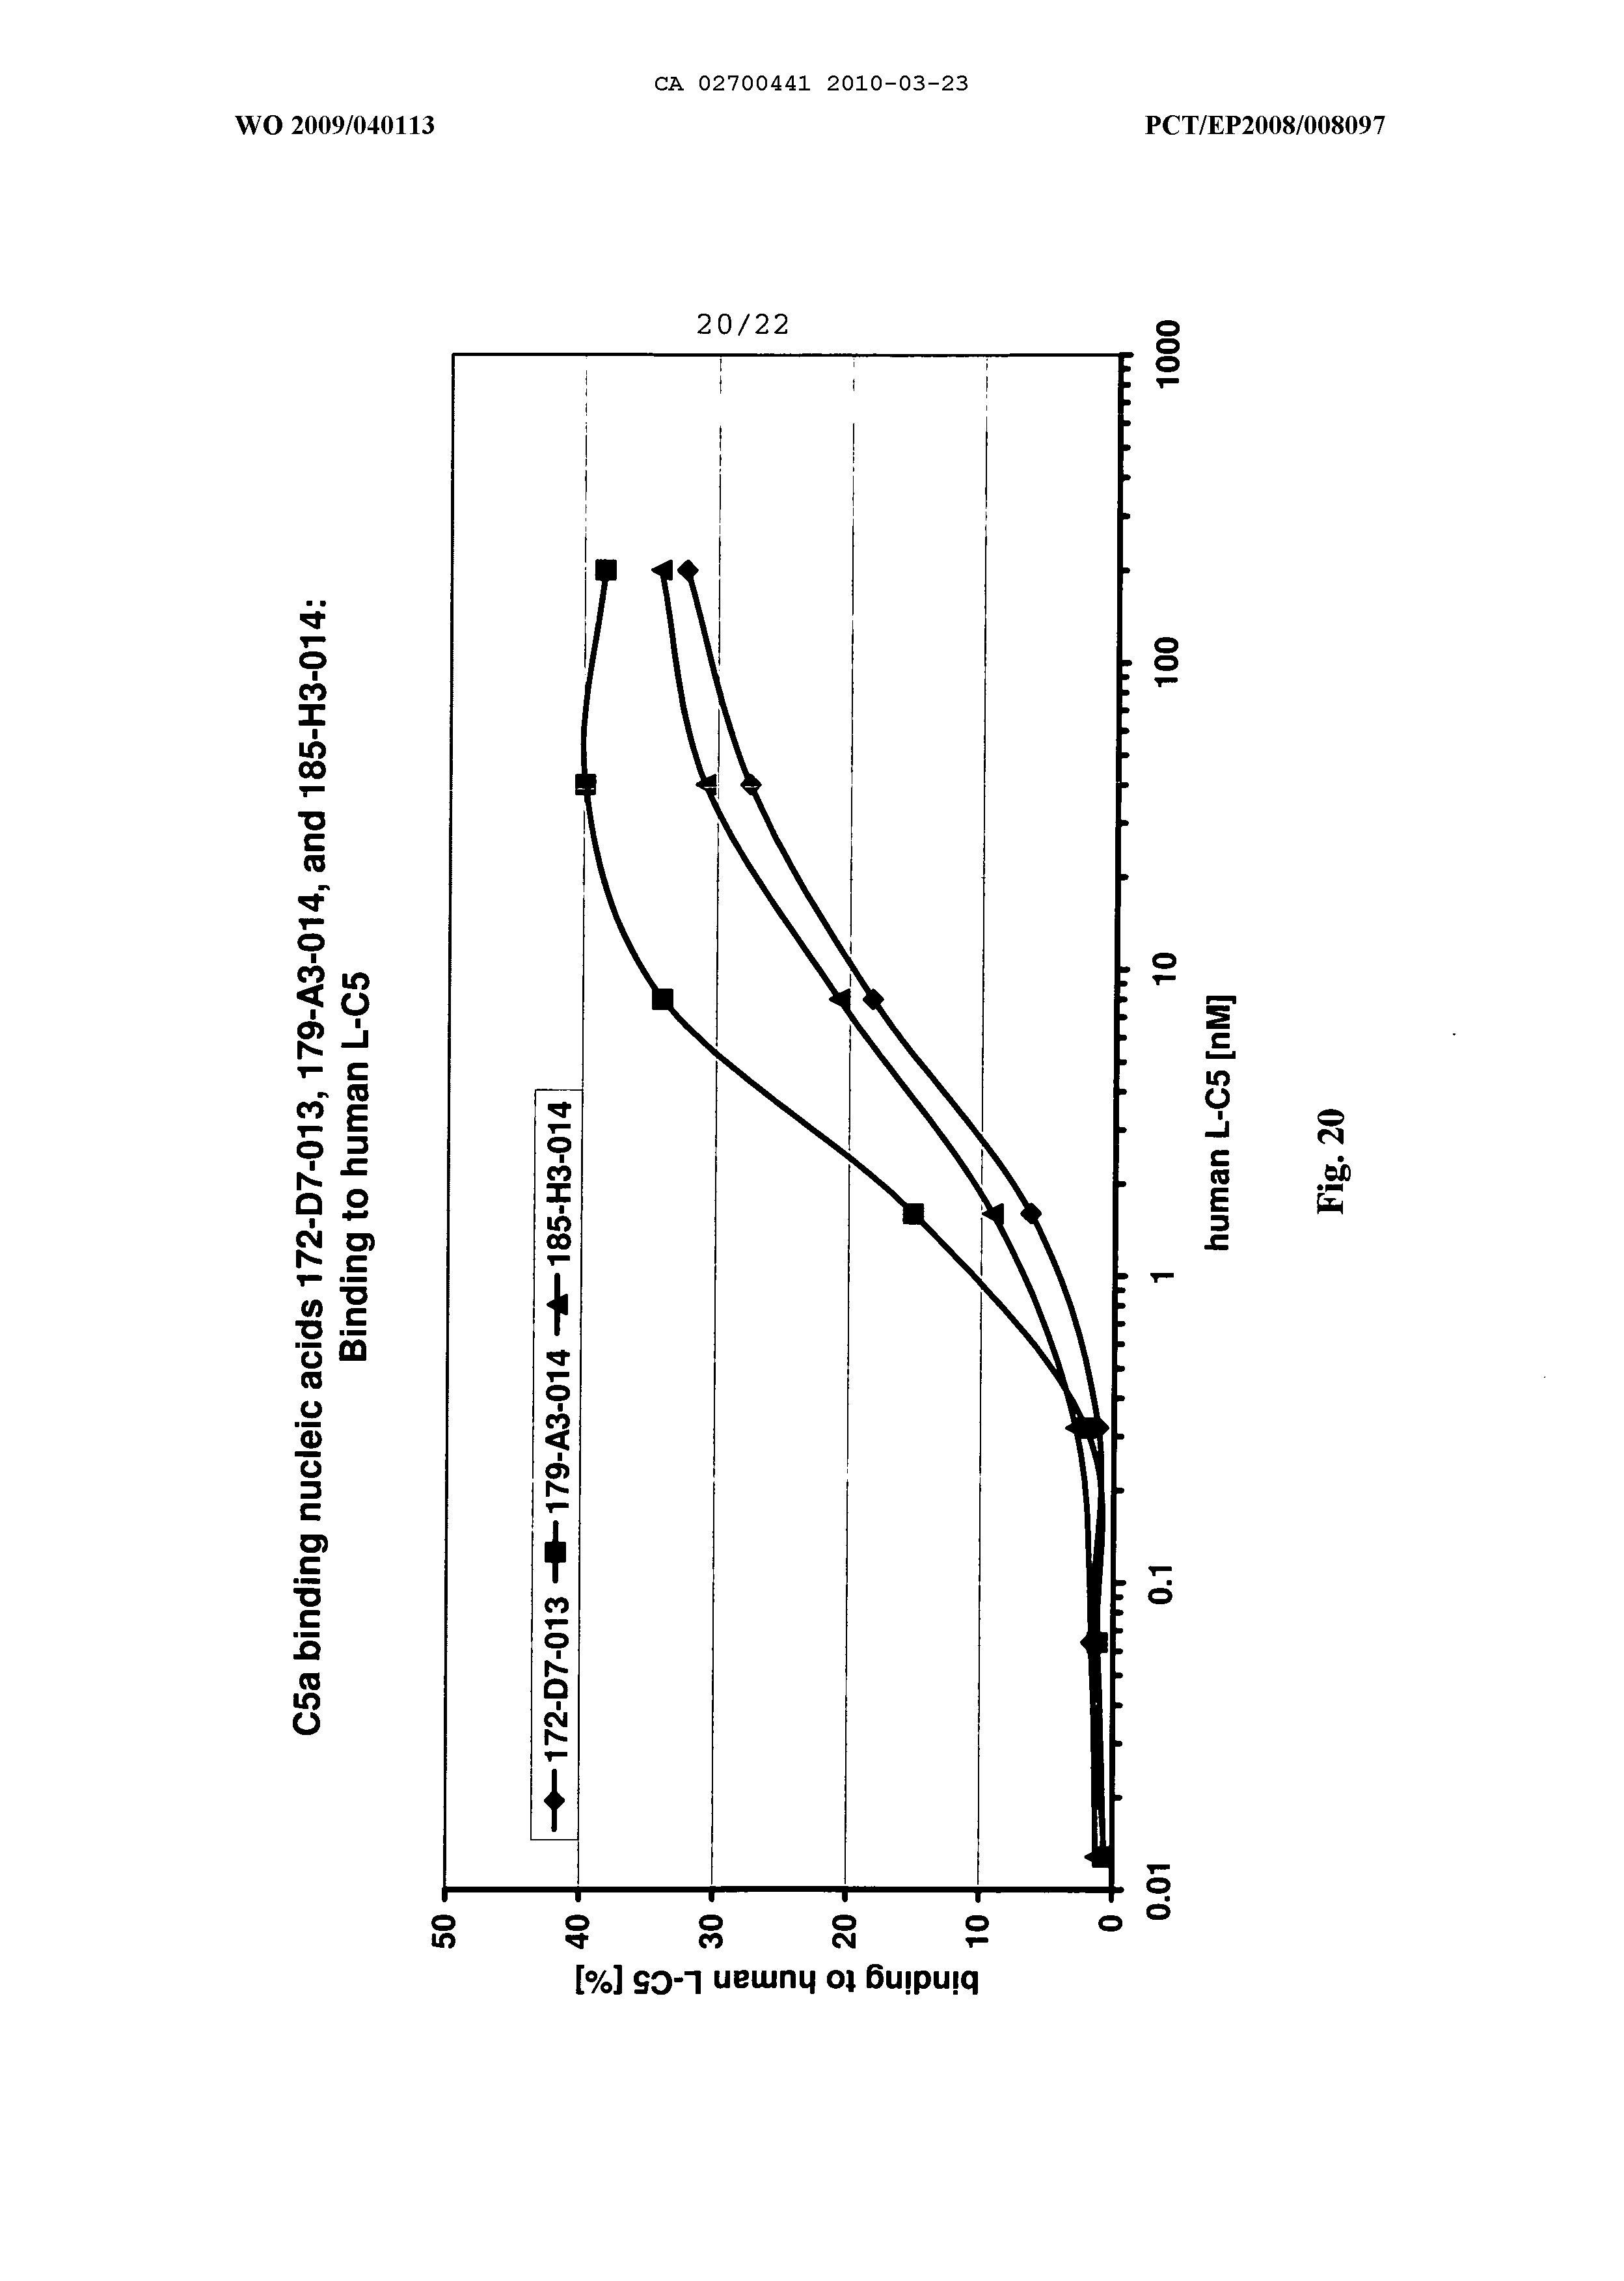 CA 02700441 2010-03-23
WO 2009/040113
PCT/EP2008/008097
20/22
C5a binding nucleic acids 172-D7-013, 179-A3-014, and 185-H3-014:
Binding to human L-C5
172-D7-013 179-A3-014 185-H3-014
binding to human L-C5 [%]
50
40
30
20
10
0
0.01
0.1
1
10
100
1000
human L-C5 [nM]
Fig. 20